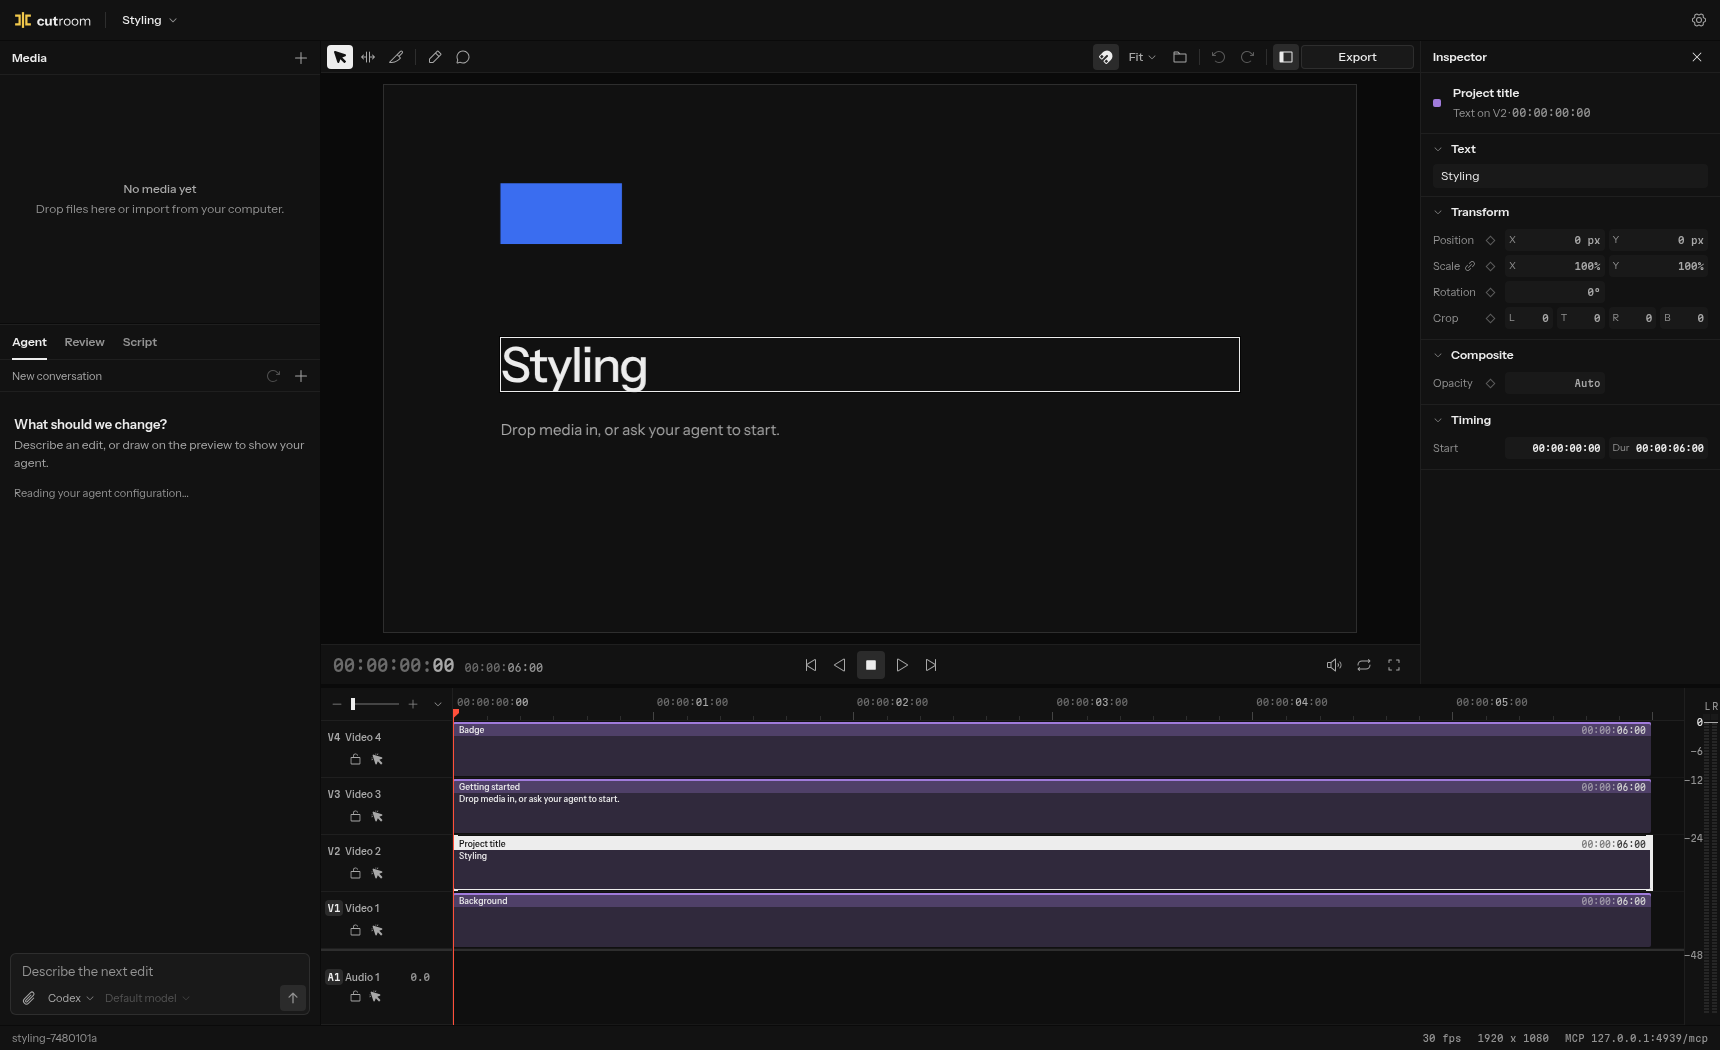 cutroom
Styling
Media
Fit
Export
Inspector
No media yet
Drop files here or import from your computer.
Agent
Review
Script
New conversation
What should we change?
Describe an edit, or draw on the preview to show your
agent.
Reading your agent configuration...
Describe the next edit
Codex
Default model
Styling
Drop media in, or ask your agent to start.
Project title
Text on V2·00:00:00:00
Text
Styling
Transform
Position X 0 px Y 0 px
Scale X 100% Y 100%
Rotation 0°
Crop L 0 T 0 R 0 B 0
Composite
Opacity Auto
Timing
Start 00:00:00:00 Dur 00:00:06:00
00:00:00:00 00:00:06:00
00:00:00:00 00:00:01:00 00:00:02:00 00:00:03:00 00:00:04:00 00:00:05:00
V4 Video 4
Badge 00:00:06:00
V3 Video 3
Getting started 00:00:06:00
Drop media in, or ask your agent to start.
V2 Video 2
Project title 00:00:06:00
Styling
V1 Video 1
Background 00:00:06:00
A1 Audio 1 0.0
L R
0
-6
-12
-24
-48
styling-7480101a
30 fps 1920 x 1080 MCP 127.0.0.1:4939/mcp